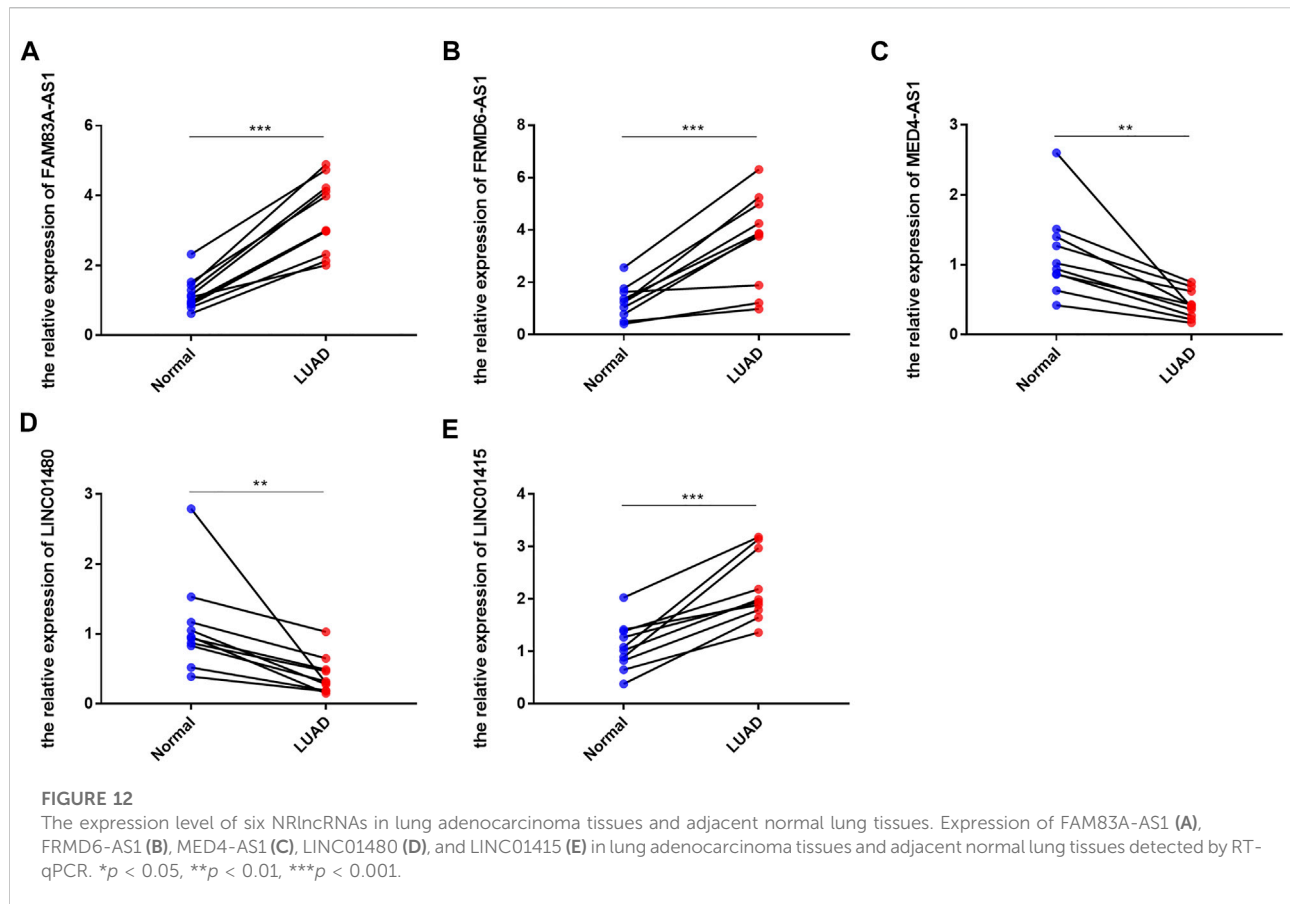 A
the relative expression of FAM83A-AS1
6
4
2
0
***
Normal
LUAD
B
the relative expression of FRMD6-AS1
8
6
4
2
0
***
Normal
LUAD
C
the relative expression of MED4-AS1
3
2
1
0
**
Normal
LUAD
D
the relative expression of LINC01480
3
2
1
0
**
Normal
LUAD
E
the relative expression of LINC01415
4
3
2
1
0
***
Normal
LUAD
FIGURE 12
The expression level of six NRlncRNAs in lung adenocarcinoma tissues and adjacent normal lung tissues. Expression of FAM83A-AS1 (A),
FRMD6-AS1 (B), MED4-AS1 (C), LINC01480 (D), and LINC01415 (E) in lung adenocarcinoma tissues and adjacent normal lung tissues detected by RT-
qPCR. *p < 0.05, **p < 0.01, ***p < 0.001.